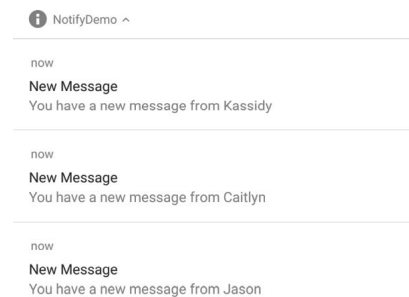 NotifyDemo
now
New Message
You have a new message from Kassidy
now
New Message
You have a new message from Caitlyn
now
New Message
You have a new message from Jason